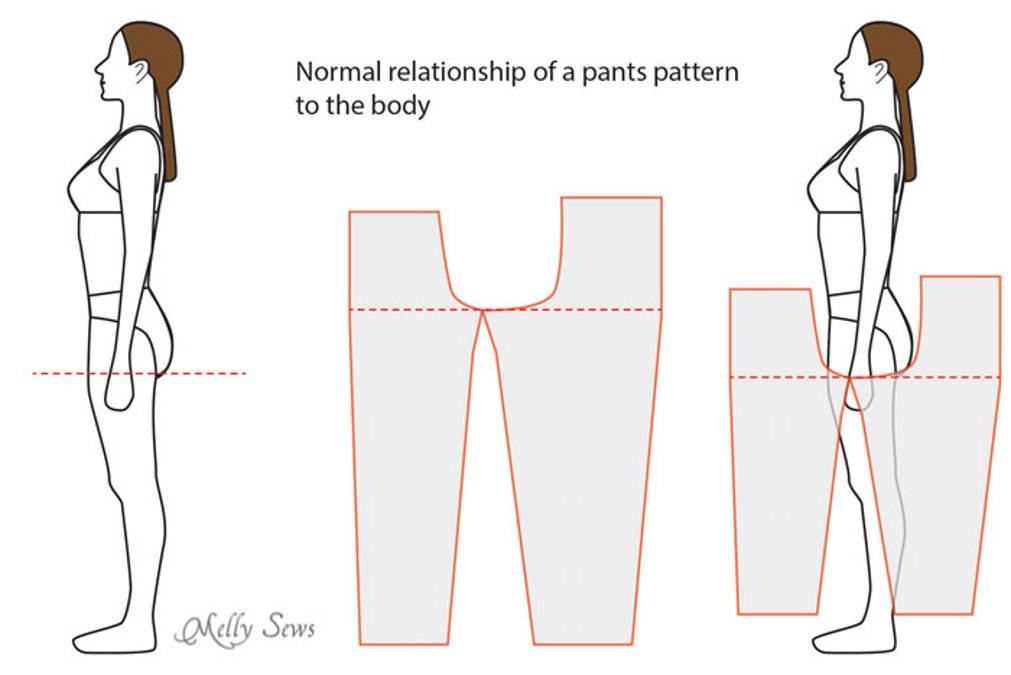 Normal relationship of a pants pattern
to the body
Melly Sews